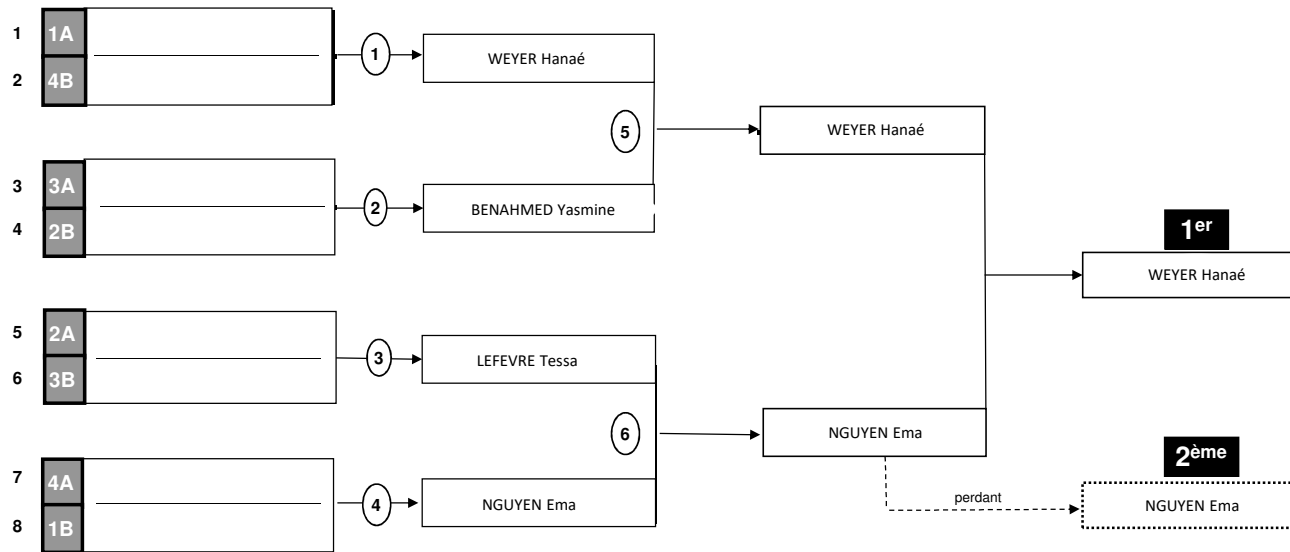 1 1A
2 4B
1
WEYER Hanaé
5
WEYER Hanaé
3 3A
4 2B
2
BENAHMED Yasmine
1er
WEYER Hanaé
5 2A
6 3B
3
LEFEVRE Tessa
6
NGUYEN Ema
7 4A
8 1B
4
NGUYEN Ema
perdant
2ème
NGUYEN Ema